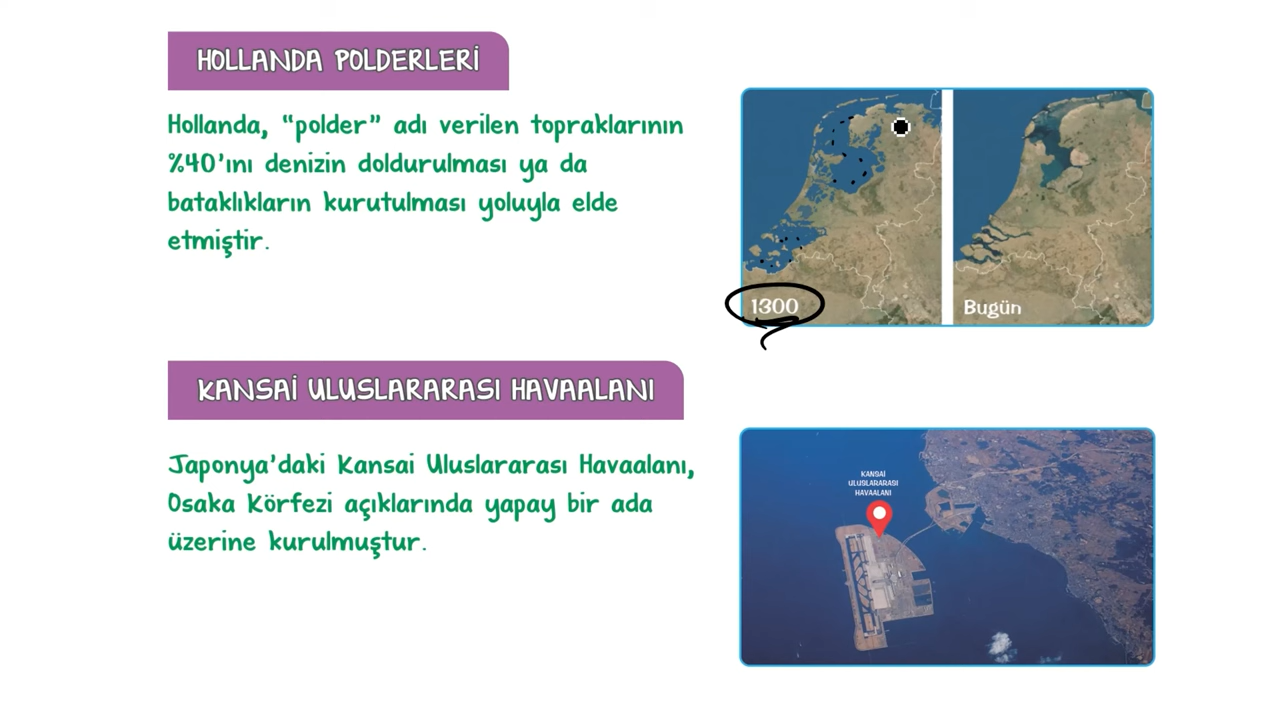 HOLLANDA POLDERLERİ
Hollanda, “polder” adı verilen topraklarının
%40’ını denizin doldurulması ya da
bataklıkların kurutulması yoluyla elde
etmiştir.
1300
Bugün
KANSAİ ULUSLARARASI HAVAALANI
Japonya’daki Kansai Uluslararası Havaalanı,
Osaka Körfezi açıklarında yapay bir ada
üzerine kurulmuştur.
KANSAİ
ULUSLARARASI
HAVAALANI